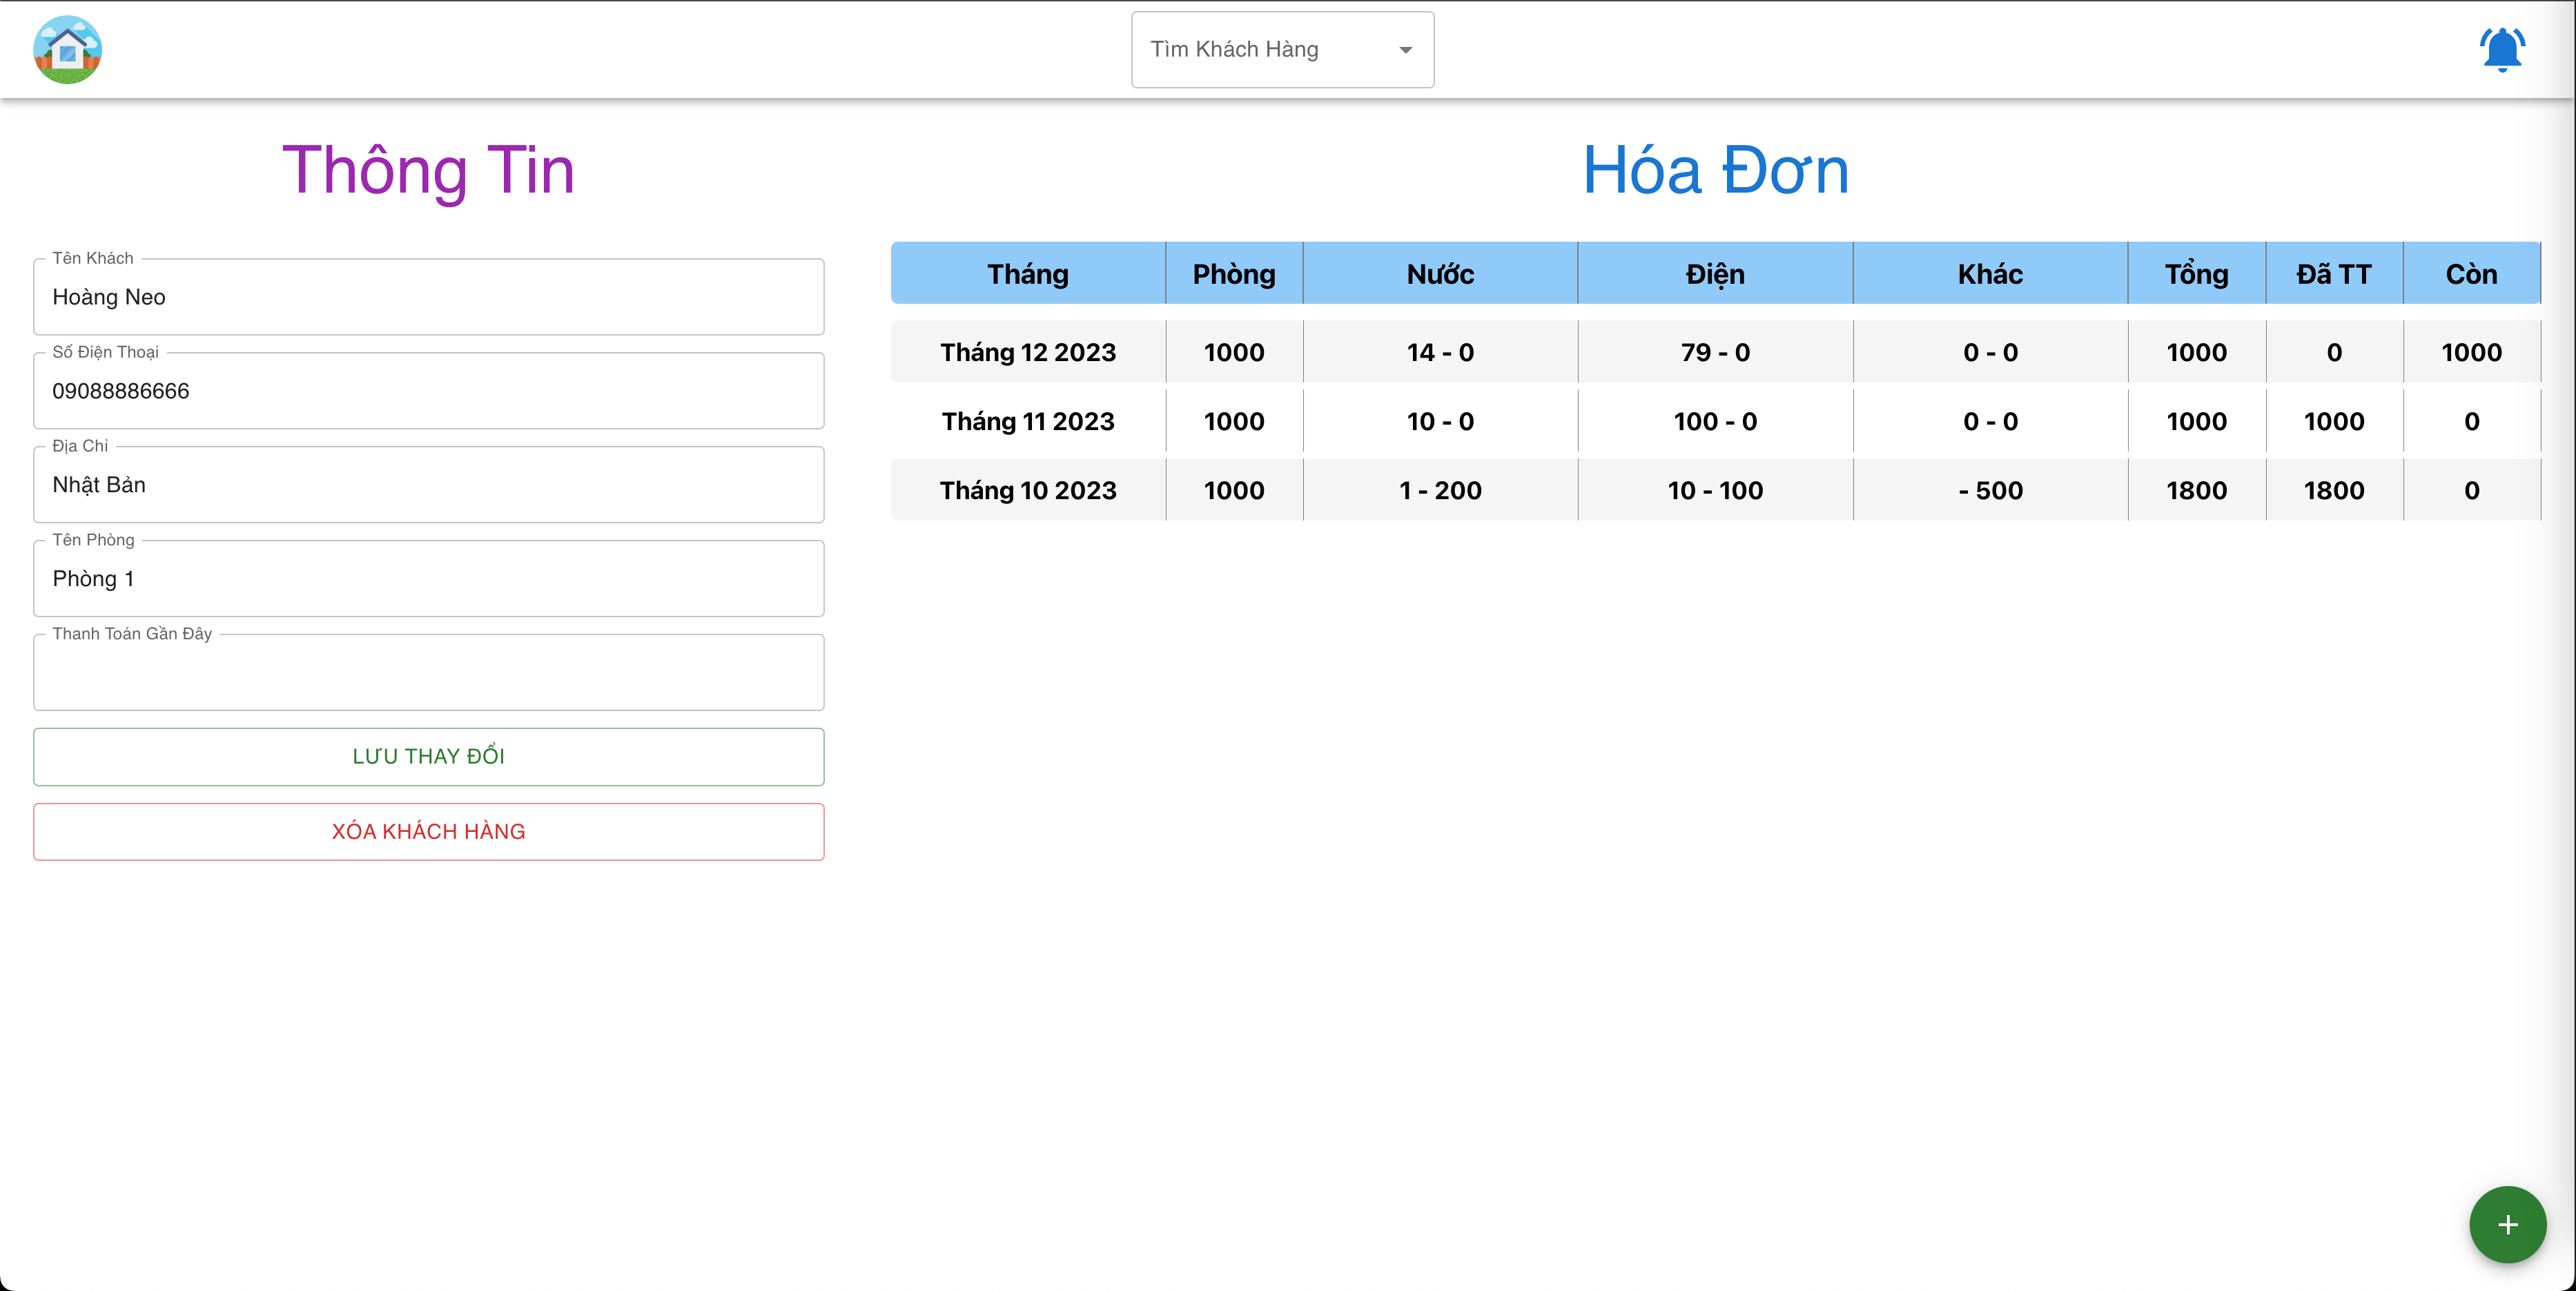 Tìm Khách Hàng
Thông Tin
Tên Khách
Hoàng Neo
Số Điện Thoại
09088886666
Địa Chỉ
Nhật Bản
Tên Phòng
Phòng 1
Thanh Toán Gần Đây
LƯU THAY ĐỔI
XÓA KHÁCH HÀNG
Hóa Đơn
Tháng Phòng Nước Điện Khác Tổng Đã TT Còn
Tháng 12 2023 1000 14 - 0 79 - 0 0 - 0 1000 0 1000
Tháng 11 2023 1000 10 - 0 100 - 0 0 - 0 1000 1000 0
Tháng 10 2023 1000 1 - 200 10 - 100 - 500 1800 1800 0